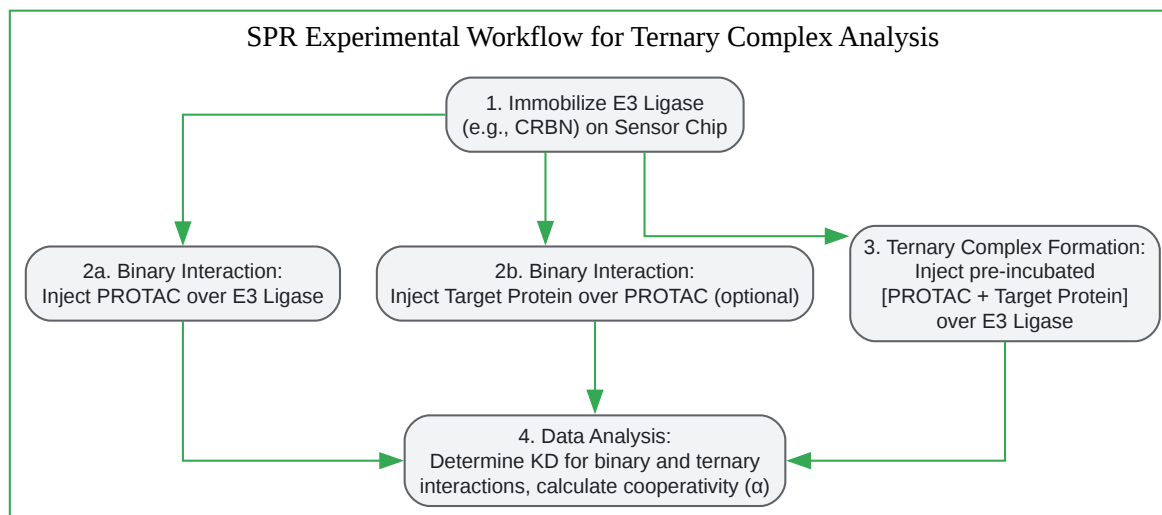 SPR Experimental Workflow for Ternary Complex Analysis
1. Immobilize E3 Ligase
(e.g., CRBN) on Sensor Chip
2a. Binary Interaction:
Inject PROTAC over E3 Ligase
2b. Binary Interaction:
Inject Target Protein over PROTAC (optional)
3. Ternary Complex Formation:
Inject pre-incubated
[PROTAC + Target Protein]
over E3 Ligase
4. Data Analysis:
Determine KD for binary and ternary
interactions, calculate cooperativity (α)